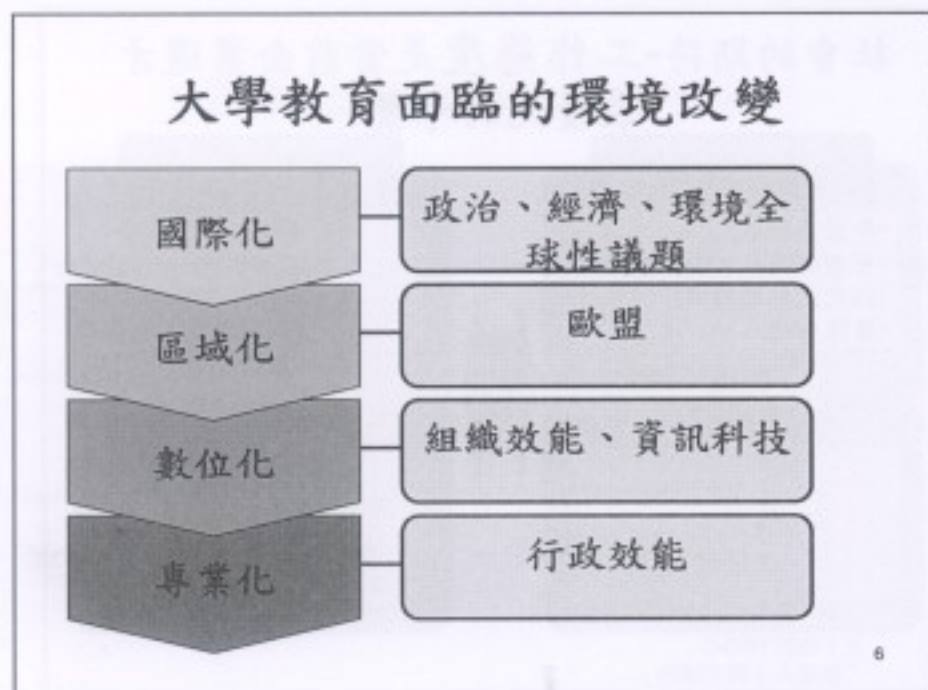 大學教育面臨的環境改變
國際化
政治、經濟、環境全
球性議題
區域化
歐盟
數位化
組織效能、資訊科技
專業化
行政效能
6